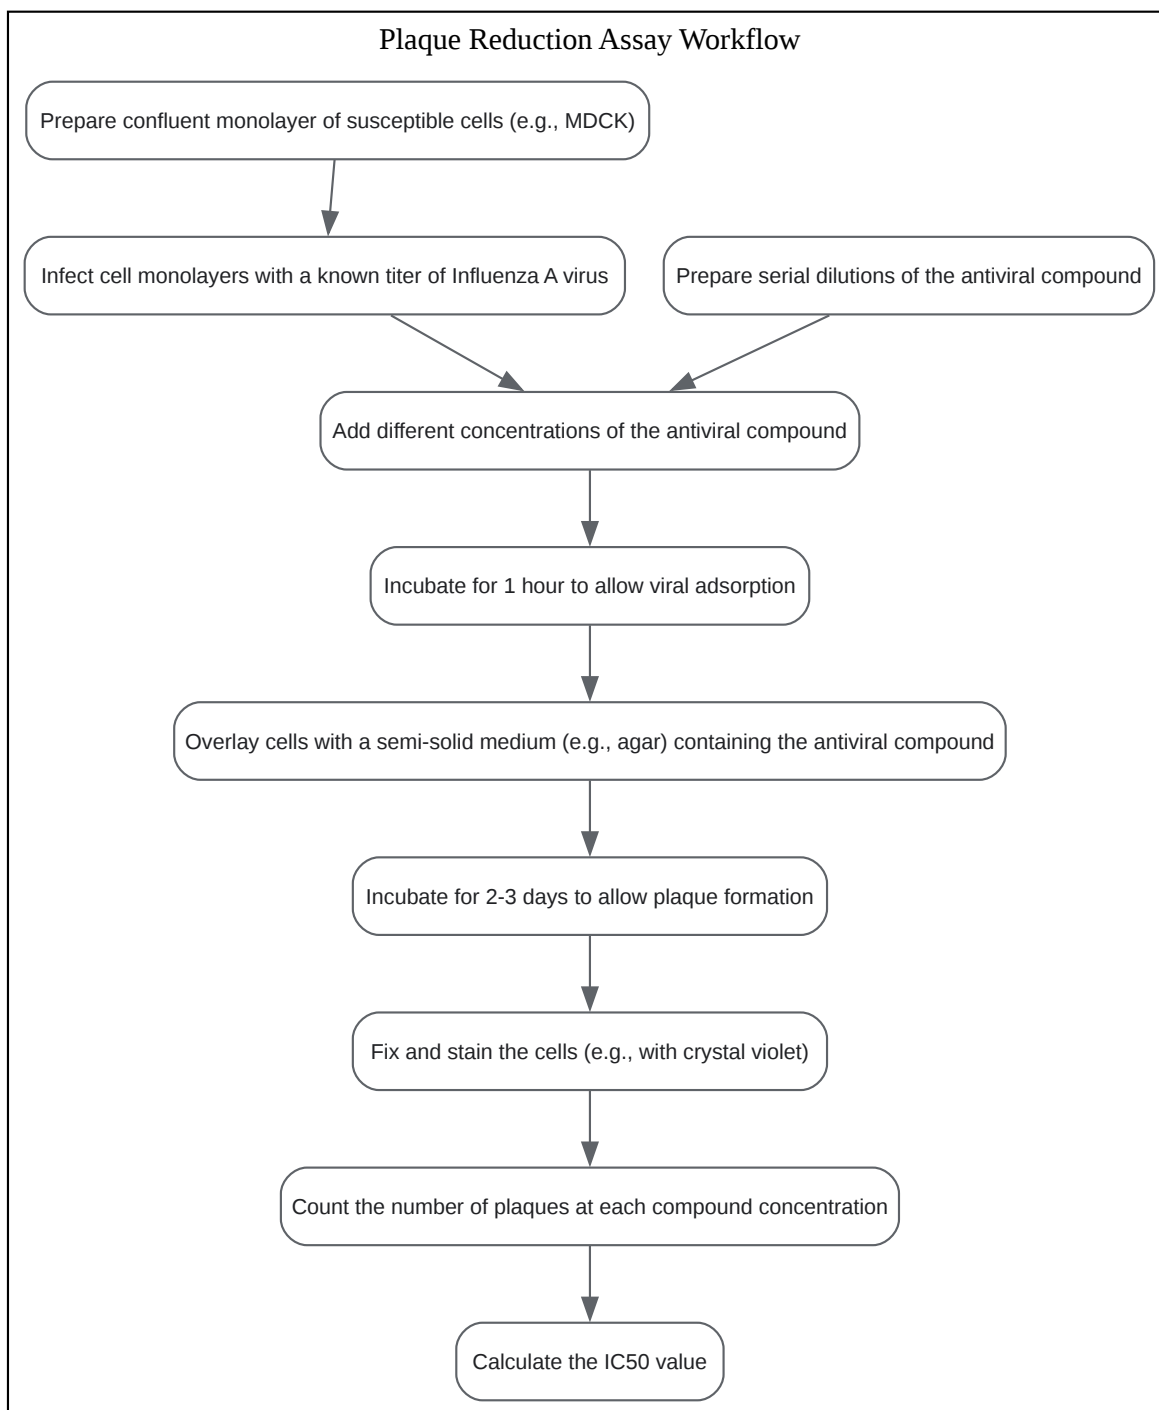 Plaque Reduction Assay Workflow
Prepare confluent monolayer of susceptible cells (e.g., MDCK)
Infect cell monolayers with a known titer of Influenza A virus
Prepare serial dilutions of the antiviral compound
Add different concentrations of the antiviral compound
Incubate for 1 hour to allow viral adsorption
Overlay cells with a semi-solid medium (e.g., agar) containing the antiviral compound
Incubate for 2-3 days to allow plaque formation
Fix and stain the cells (e.g., with crystal violet)
Count the number of plaques at each compound concentration
Calculate the IC50 value